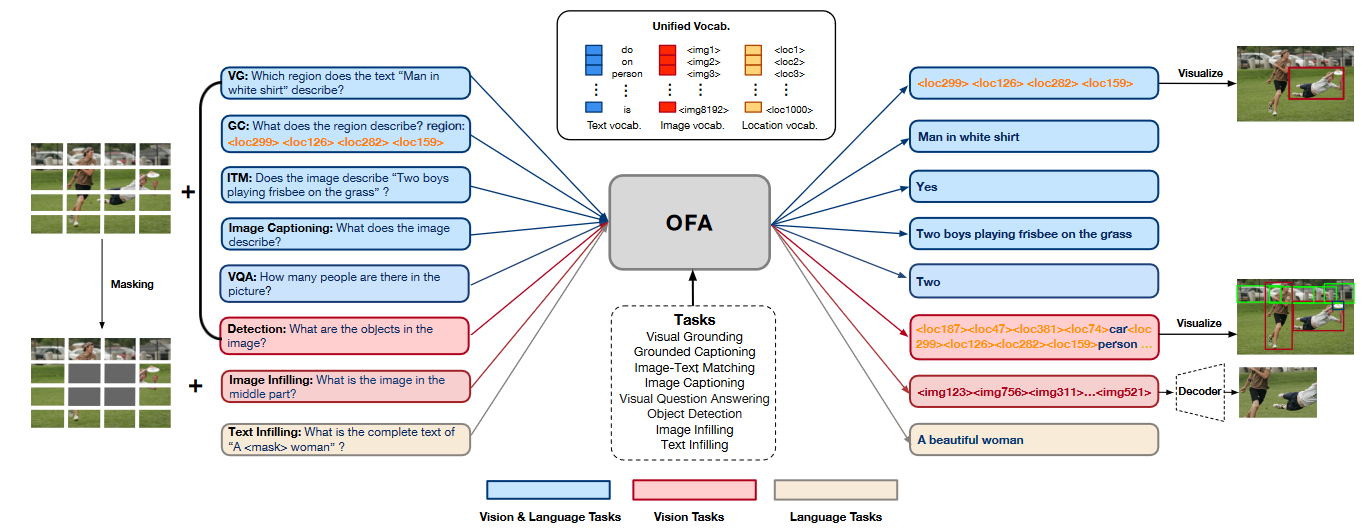 Unified Vocab.
do
on
person
is
Text vocab.
<img1>
<img2>
<img3>
<img8192>
Image vocab.
<loc1>
<loc2>
<loc3>
<loc1000>
Location vocab.
Masking
+
+
VG: Which region does the text “Man in
white shirt” describe?
GC: What does the region describe? region:
<loc299> <loc126> <loc282> <loc159>
ITM: Does the image describe “Two boys
playing frisbee on the grass” ?
Image Captioning: What does the image
describe?
VQA: How many people are there in the
picture?
Detection: What are the objects in the
image?
Image Infilling: What is the image in the
middle part?
Text Infilling: What is the complete text of
“A <mask> woman” ?
OFA
Tasks
Visual Grounding
Grounded Captioning
Image-Text Matching
Image Captioning
Visual Question Answering
Object Detection
Image Infilling
Text Infilling
<loc299> <loc126> <loc282> <loc159>
Visualize
Man in white shirt
Yes
Two boys playing frisbee on the grass
Two
<loc187><loc47><loc381><loc74>car<loc
299><loc126><loc282><loc159>person ...
Visualize
<img123><img756><img311>...<img521>
Decoder
A beautiful woman
Vision & Language Tasks
Vision Tasks
Language Tasks